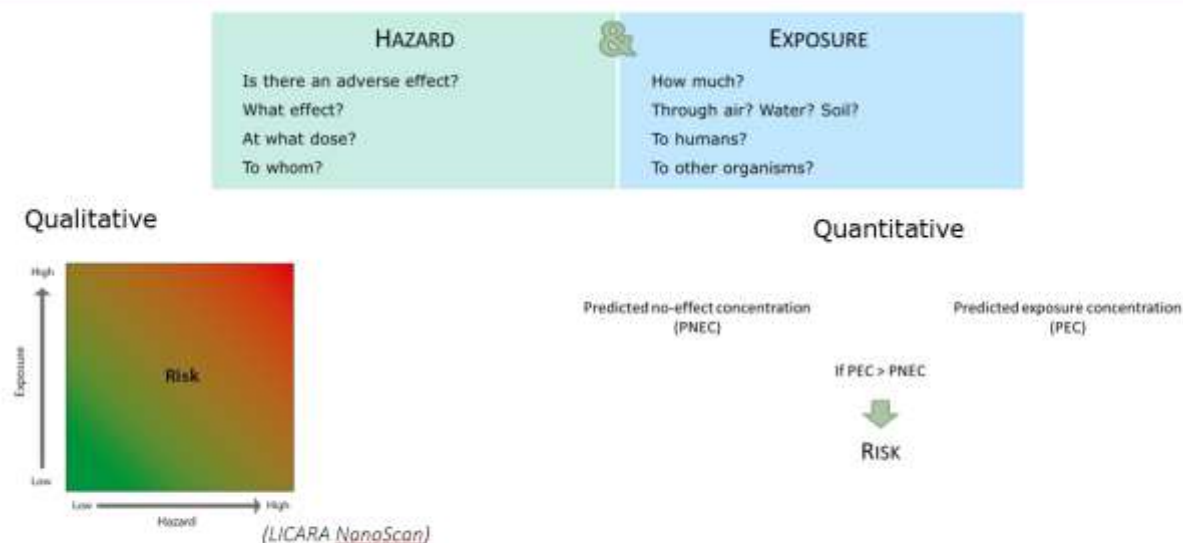 HAZARD
&
EXPOSURE
Is there an adverse effect?
What effect?
At what dose?
To whom?
How much?
Through air? Water? Soil?
To humans?
To other organisms?
Qualitative
High
Exposure
Risk
Low
Low
High
Hazard
(LICARA NanoScan)
Quantitative
Predicted no-effect concentration
(PNEC)
Predicted exposure concentration
(PEC)
If PEC > PNEC
RISK